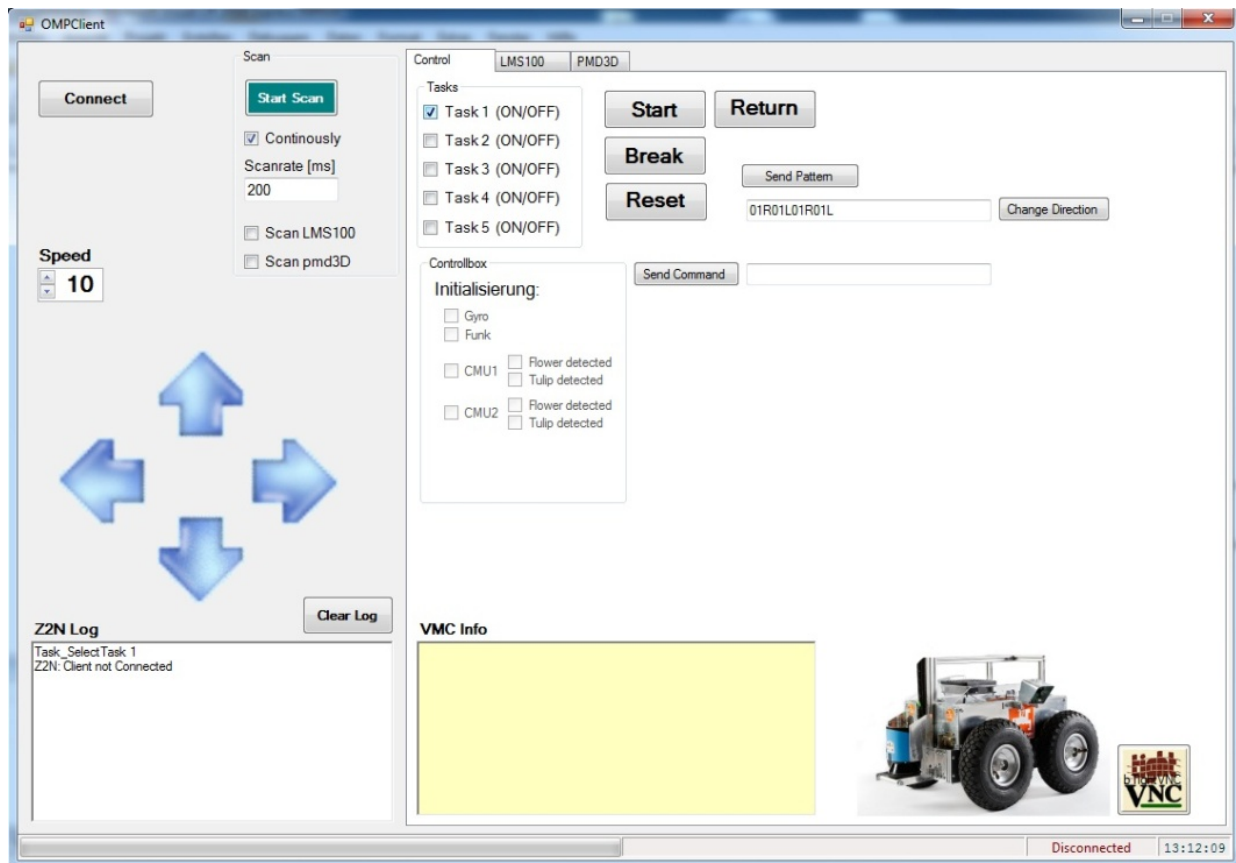 OMPClient
Connect
Scan
Start Scan
Continously
Scanrate [ms]
200
Scan LMS100
Scan pmd3D
Speed
10
Clear Log
Z2N Log
Task_SelectTask 1
Z2N: Client not Connected
Control
LMS100
PMD3D
Tasks
Task 1 (ON/OFF)
Task 2 (ON/OFF)
Task 3 (ON/OFF)
Task 4 (ON/OFF)
Task 5 (ON/OFF)
Start
Return
Break
Reset
Send Pattern
01R01L01R01L
Change Direction
Controllbox
Initialisierung:
Gyro
Funk
CMU1
Flower detected
Tulip detected
CMU2
Flower detected
Tulip detected
Send Command
VMC Info
VNC
Disconnected
13:12:09